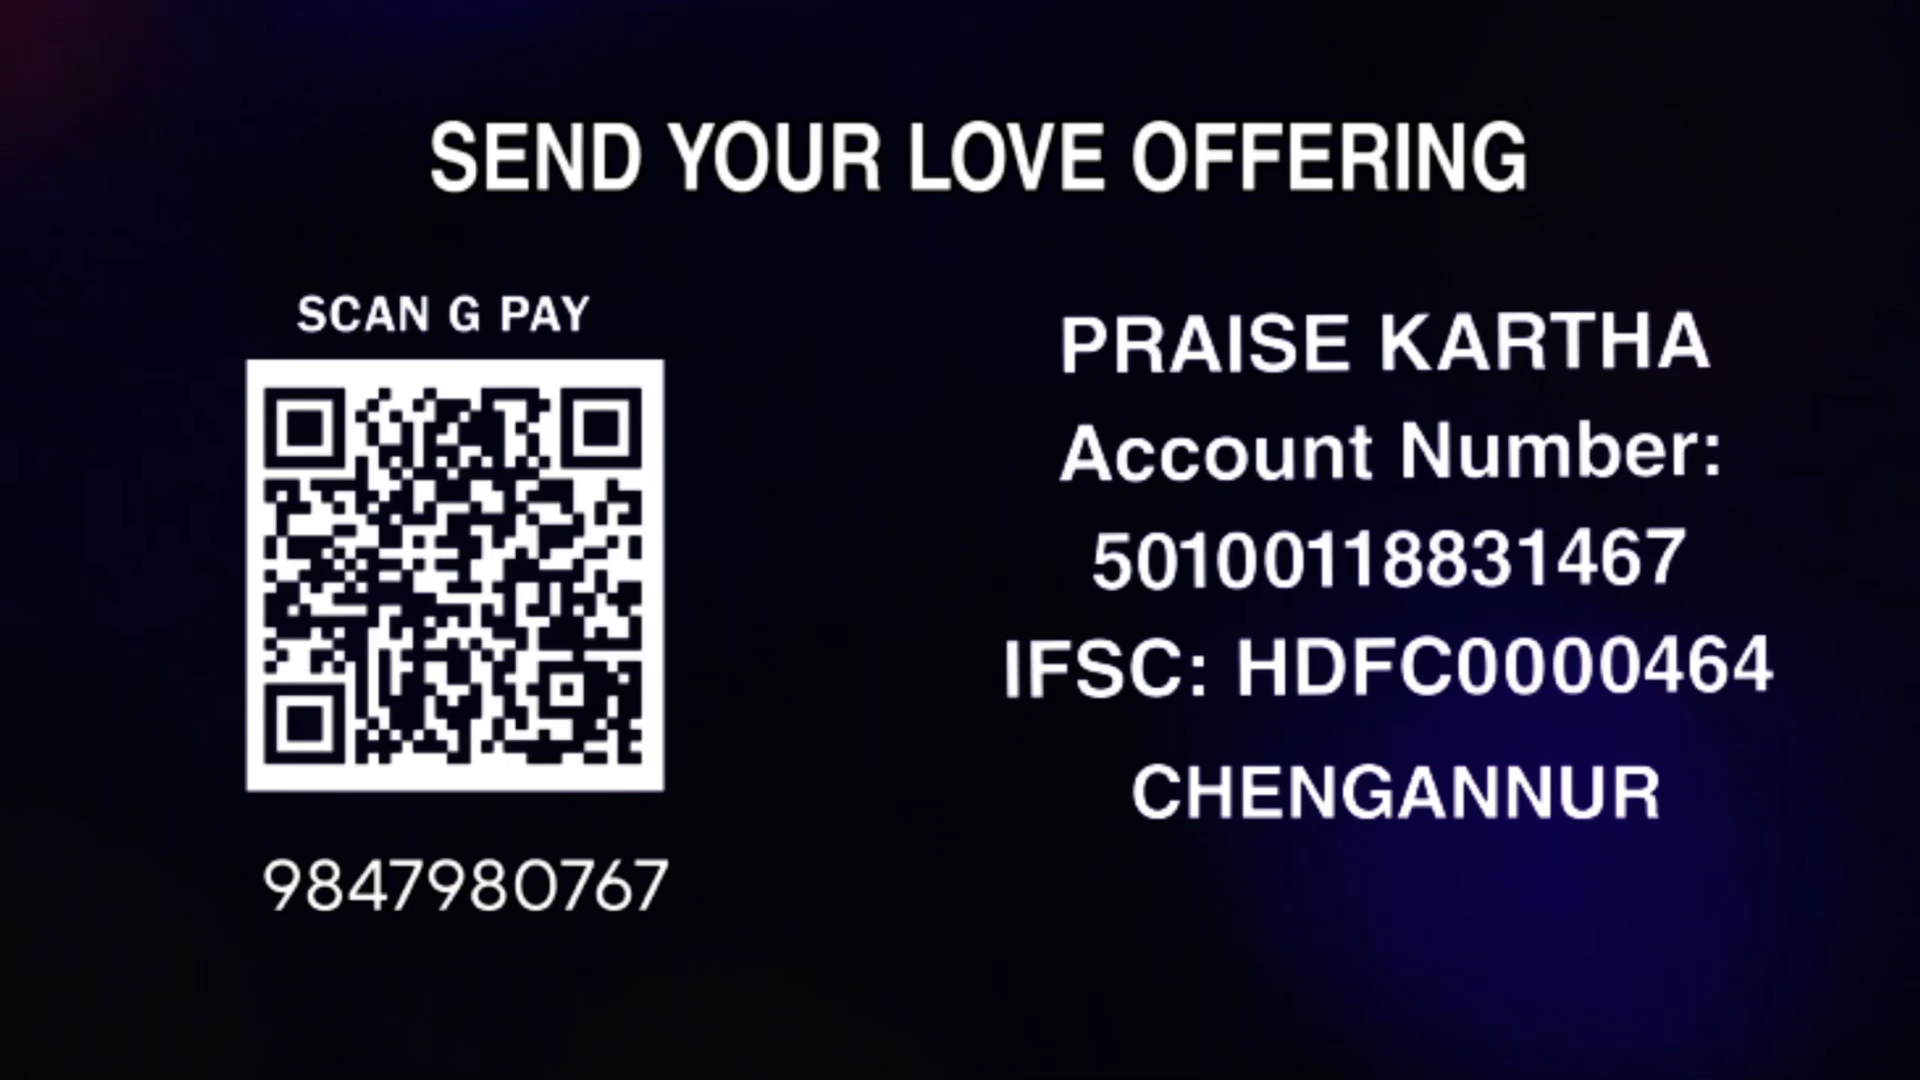 SEND YOUR LOVE OFFERING
SCAN G PAY
9847980767
PRAISE KARTHA
Account Number:
50100118831467
IFSC: HDFC0000464
CHENGANNUR